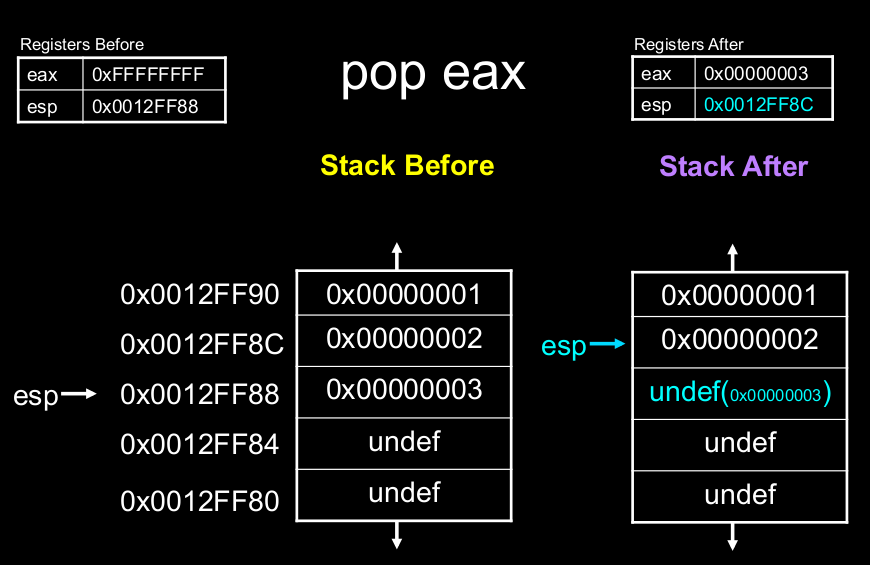 Registers Before
eax 0xFFFFFFFF
esp 0x0012FF88
pop eax
Registers After
eax 0x00000003
esp 0x0012FF8C
Stack Before
Stack After
0x0012FF90 0x00000001
0x0012FF8C 0x00000002
esp 0x0012FF88 0x00000003
0x0012FF84 undef
0x0012FF80 undef
0x00000001
esp 0x00000002
undef(0x00000003)
undef
undef